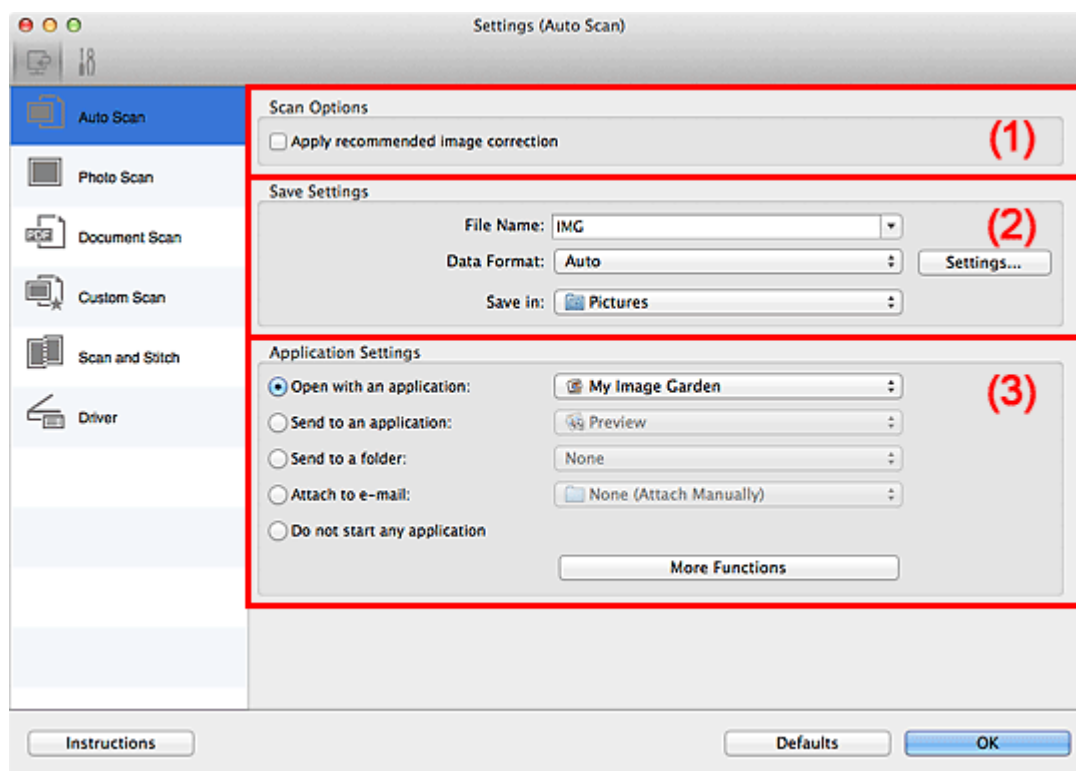 Settings (Auto Scan)
Auto Scan
Photo Scan
PDF
Document Scan
Custom Scan
Scan and Stitch
Driver
Scan Options
Apply recommended image correction
(1)
Save Settings
(2)
File Name: IMG
Data Format: Auto
Settings...
Save in: Pictures
Application Settings
(3)
Open with an application: My Image Garden
Send to an application: Preview
Send to a folder: None
Attach to e-mail: None (Attach Manually)
Do not start any application
More Functions
Instructions
Defaults
OK